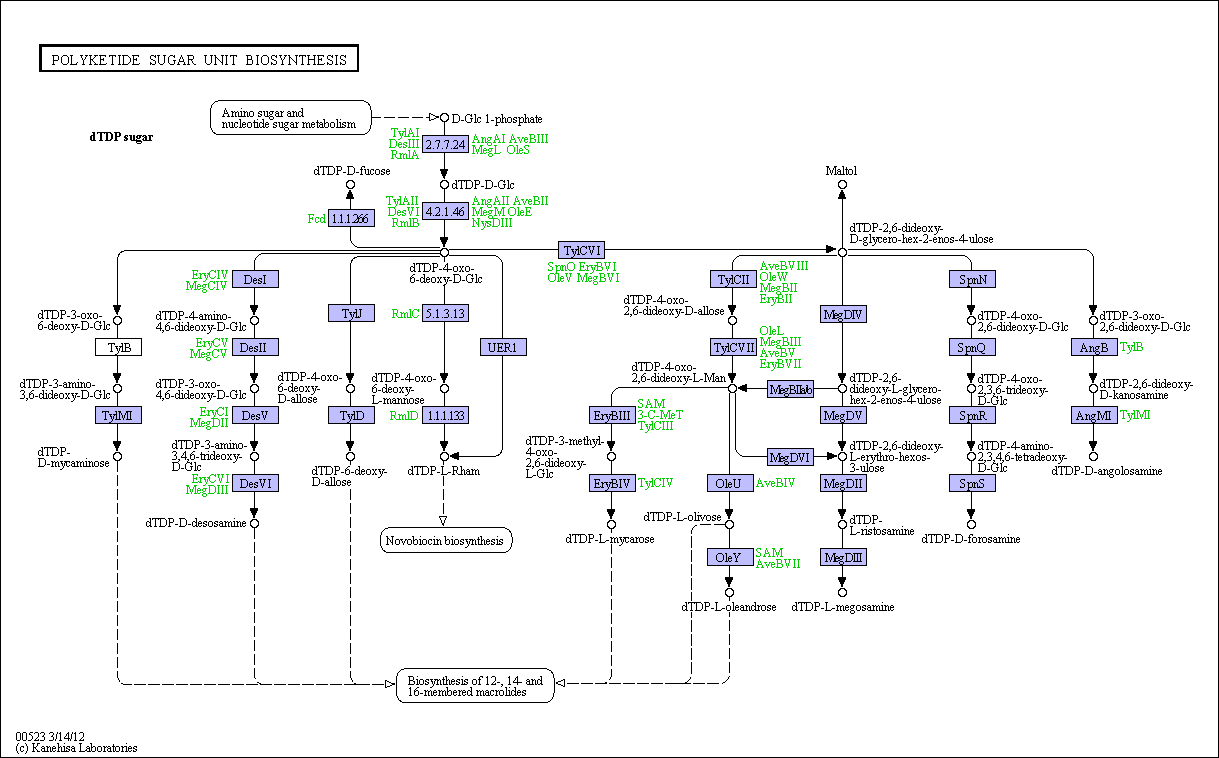 POLYKETIDE SUGAR UNIT BIOSYNTHESIS
Amino sugar and
nucleotide sugar metabolism
D-Glc 1-phosphate
dTDP sugar
TylAI
DesIII
RmlA
2.7.7.24
AngAI AveBIII
MegL OleS
dTDP-D-fucose
dTDP-D-Glc
Maltol
Fcd
1.1.1.266
TylAII
DesVI
RmlB
4.2.1.46
AngAII AveBII
MegM OleE
NysDIII
dTDP-2,6-dideoxy-
D-glycero-hex-2-enos-4-ulose
TylCVI
SpnO EryBVI
OleV MegBVI
dTDP-4-oxo-
6-deoxy-D-Glc
EryCIV
MegCIV
DesI
TylCII
AveBVIII
OleW
MegBII
EryBII
SpnN
dTDP-3-oxo-
6-deoxy-D-Glc
dTDP-4-amino-
4,6-dideoxy-D-Glc
TylJ
RmlC
5.1.3.13
dTDP-4-oxo-
2,6-dideoxy-D-allose
MegDIV
dTDP-4-oxo-
2,6-dideoxy-D-Glc
dTDP-3-oxo-
2,6-dideoxy-D-Glc
TylB
EryCV
MegCV
DesII
UER1
TylCVII
OleL
MegBIII
AveBV
EryBVII
SpnQ
AngB
TylB
dTDP-3-amino-
3,6-dideoxy-D-Glc
dTDP-3-oxo-
4,6-dideoxy-D-Glc
dTDP-4-oxo-
6-deoxy-
D-allose
dTDP-4-oxo-
6-deoxy-
L-mannose
dTDP-4-oxo-
2,6-dideoxy-L-Man
MegBIIab
dTDP-2,6-
dideoxy-L-glycero-
hex-2-enos-4-ulose
dTDP-4-oxo-
2,3,6-trideoxy-
D-Glc
dTDP-2,6-dideoxy-
D-kanosamine
TylMI
EryCI
MegDII
DesV
TylD
RmlD
1.1.1.133
EryBIII
SAM
3-C-MeT
TylCIII
MegDV
SpnR
AngMI
TylMI
dTDP-
D-mycaminose
dTDP-3-amino-
3,4,6-trideoxy-
D-Glc
dTDP-6-deoxy-
D-allose
dTDP-L-Rham
dTDP-3-methyl-
4-oxo-
2,6-dideoxy-
L-Glc
MegDVI
dTDP-2,6-dideoxy-
L-erythro-hexos-
3-ulose
dTDP-4-amino-
2,3,4,6-tetradeoxy-
D-Glc
dTDP-D-angolosamine
EryCVI
MegDIII
DesVI
EryBIV
TylCIV
OleU
AveBIV
MegDII
SpnS
dTDP-D-desosamine
Novobiocin biosynthesis
dTDP-L-mycarose
dTDP-L-olivose
dTDP-
L-ristosamine
dTDP-D-forosamine
OleY
SAM
AveBVII
MegDIII
dTDP-L-oleandrose
dTDP-L-megosamine
Biosynthesis of 12-, 14- and
16-membered macrolides
00523 3/14/12
(c) Kanehisa Laboratories